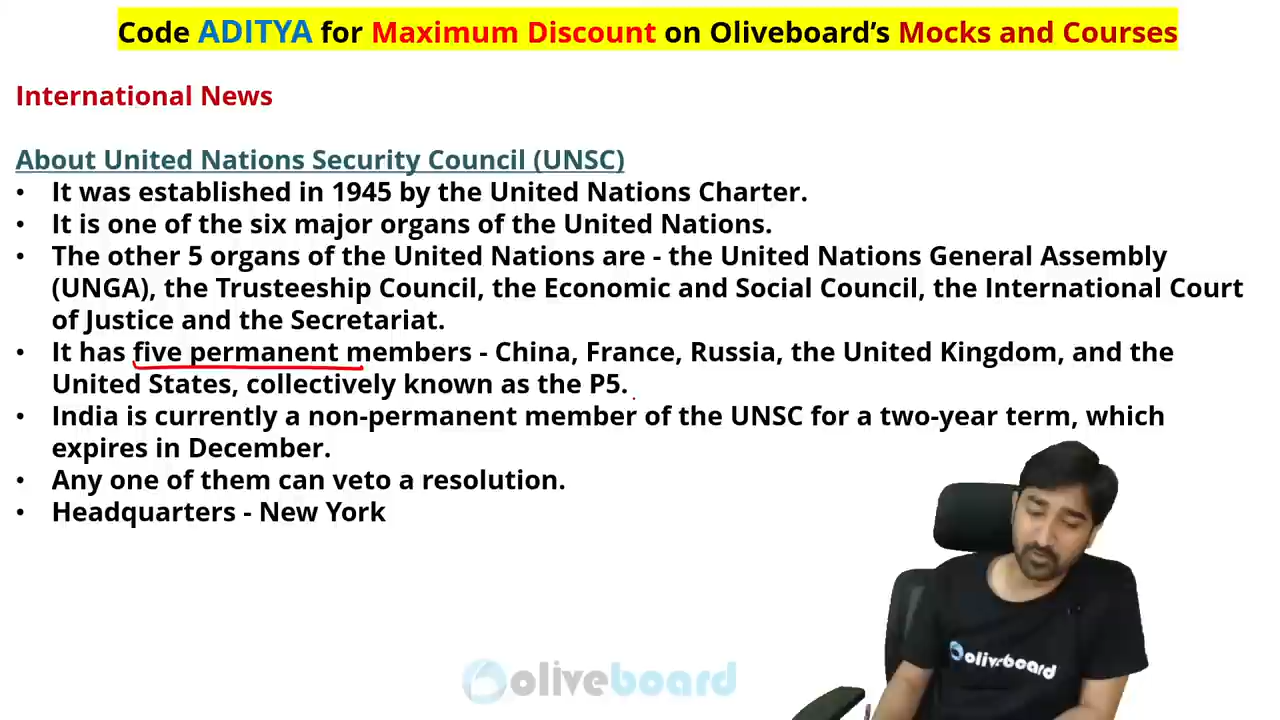 Code ADITYA for Maximum Discount on Oliveboard's Mocks and Courses
International News
About United Nations Security Council (UNSC)
• It was established in 1945 by the United Nations Charter.
• It is one of the six major organs of the United Nations.
• The other 5 organs of the United Nations are - the United Nations General Assembly
(UNGA), the Trusteeship Council, the Economic and Social Council, the International Court
of Justice and the Secretariat.
• It has five permanent members - China, France, Russia, the United Kingdom, and the
United States, collectively known as the P5.
• India is currently a non-permanent member of the UNSC for a two-year term, which
expires in December.
• Any one of them can veto a resolution.
• Headquarters - New York
oliveboard
oliveboard